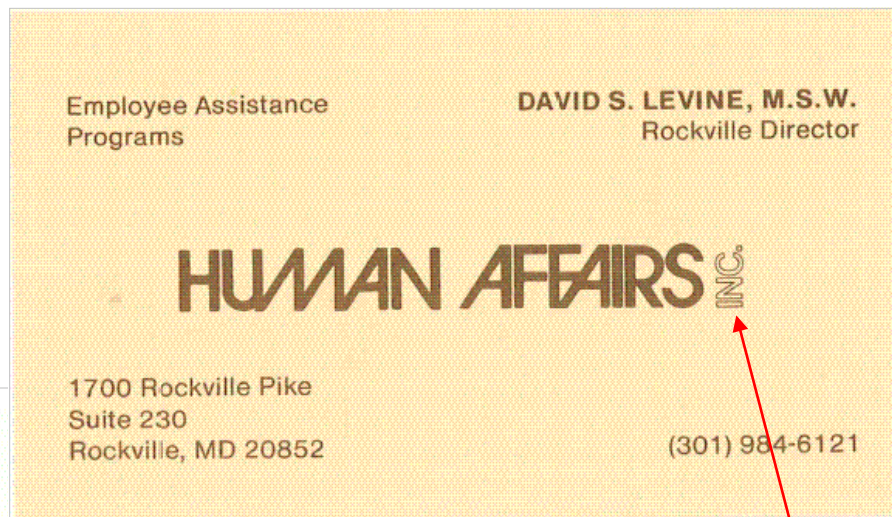 Employee Assistance
Programs
DAVID S. LEVINE, M.S.W.
Rockville Director
HUMAN AFFAIRS INC.
1700 Rockville Pike
Suite 230
Rockville, MD 20852
(301) 984-6121